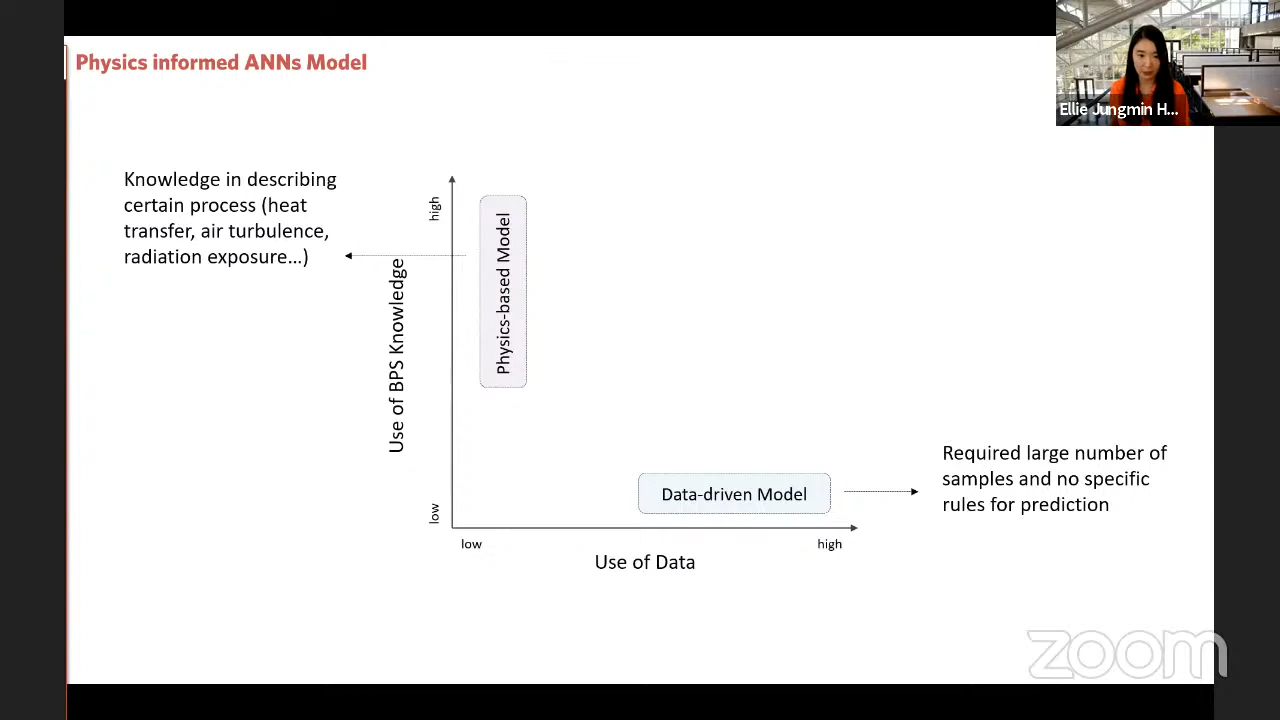 Physics informed ANNs Model
Ellie Jungmin H...
Knowledge in describing
certain process (heat
transfer, air turbulence,
radiation exposure…)
high
Use of BPS Knowledge
low
Physics-based Model
Data-driven Model
Required large number of
samples and no specific
rules for prediction
low
high
Use of Data
zoom